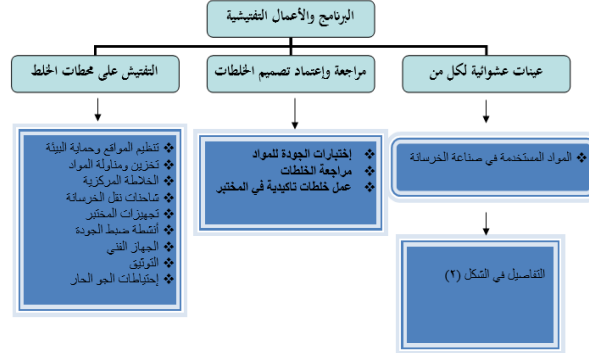 البرنامج والأعمال التفتيشية
عينات عشوائية لكل من
مراجعة وإعتماد تصميم الخلطات
التفتيش على محطات الخلط
❖ المواد المستخدمة في صناعة الخرسانة
التفاصيل في الشكل (٢)
❖ إختبارات الجودة للمواد
❖ مراجعة الخلطات
❖ عمل خلطات تاكيدية في المختبر
❖ تنظيم المواقع وحماية البيئة
❖ تخزين ومناولة المواد
❖ الخلاطة المركزية
❖ شاحنات نقل الخرسانة
❖ تجهيزات المختبر
❖ أنشطة ضبط الجودة
❖ الجهاز الفني
❖ التوثيق
❖ إحتياطات الجو الحار